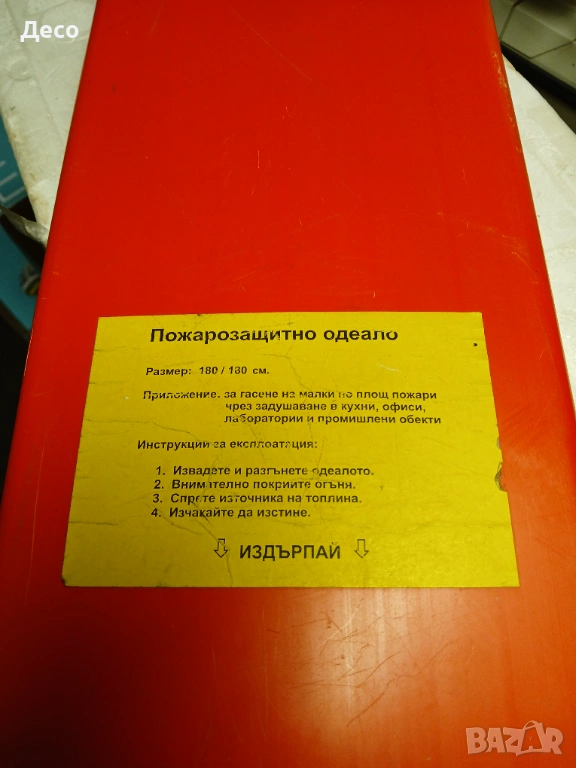 Desо
Пожарозащитно одеало
Размер: 180 / 180 см.
Приложение: за гасене на малки по площ пожари
чрез задушаване в кухни, офиси,
лаборатории и промишлени обекти
Инструкции за експлоатация:
1. Извадете и разгънете одеалото.
2. Внимателно покрийте огъня.
3. Спрете източника на топлина.
4. Изчакайте да изстине.
⇩ ИЗДЪРПАЙ ⇩
BAZAR